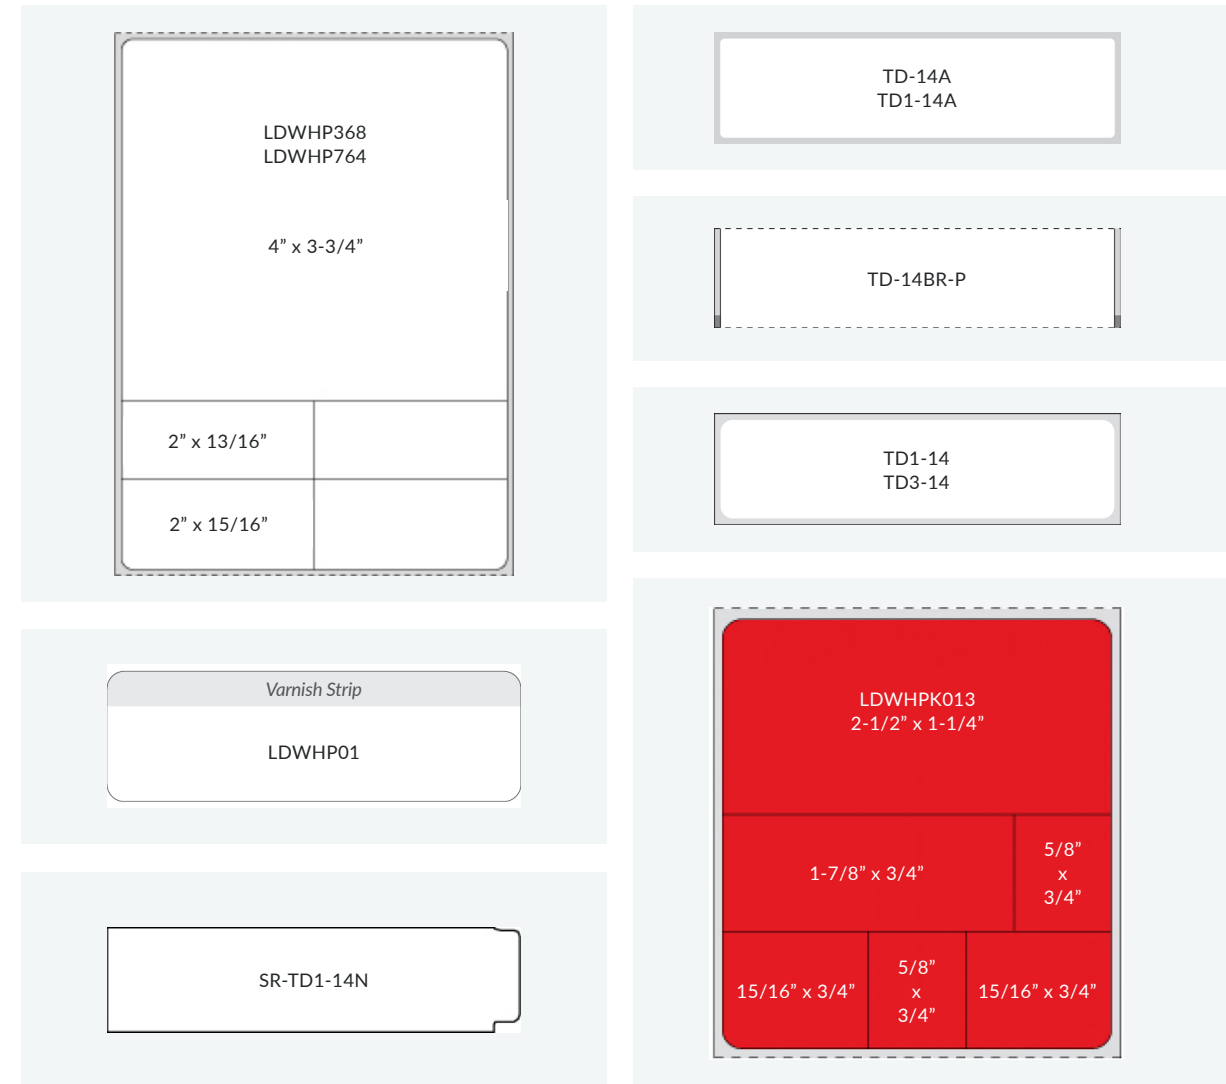 LDWHP368
LDWHP764
4” x 3-3/4”
2” x 13/16”
2” x 15/16”
Varnish Strip
LDWHP01
SR-TD1-14N
TD-14A
TD1-14A
TD-14BR-P
TD1-14
TD3-14
LDWHPK013
2-1/2” x 1-1/4”
1-7/8” x 3/4”
5/8”
x
3/4”
15/16” x 3/4”
5/8”
x
3/4”
15/16” x 3/4”